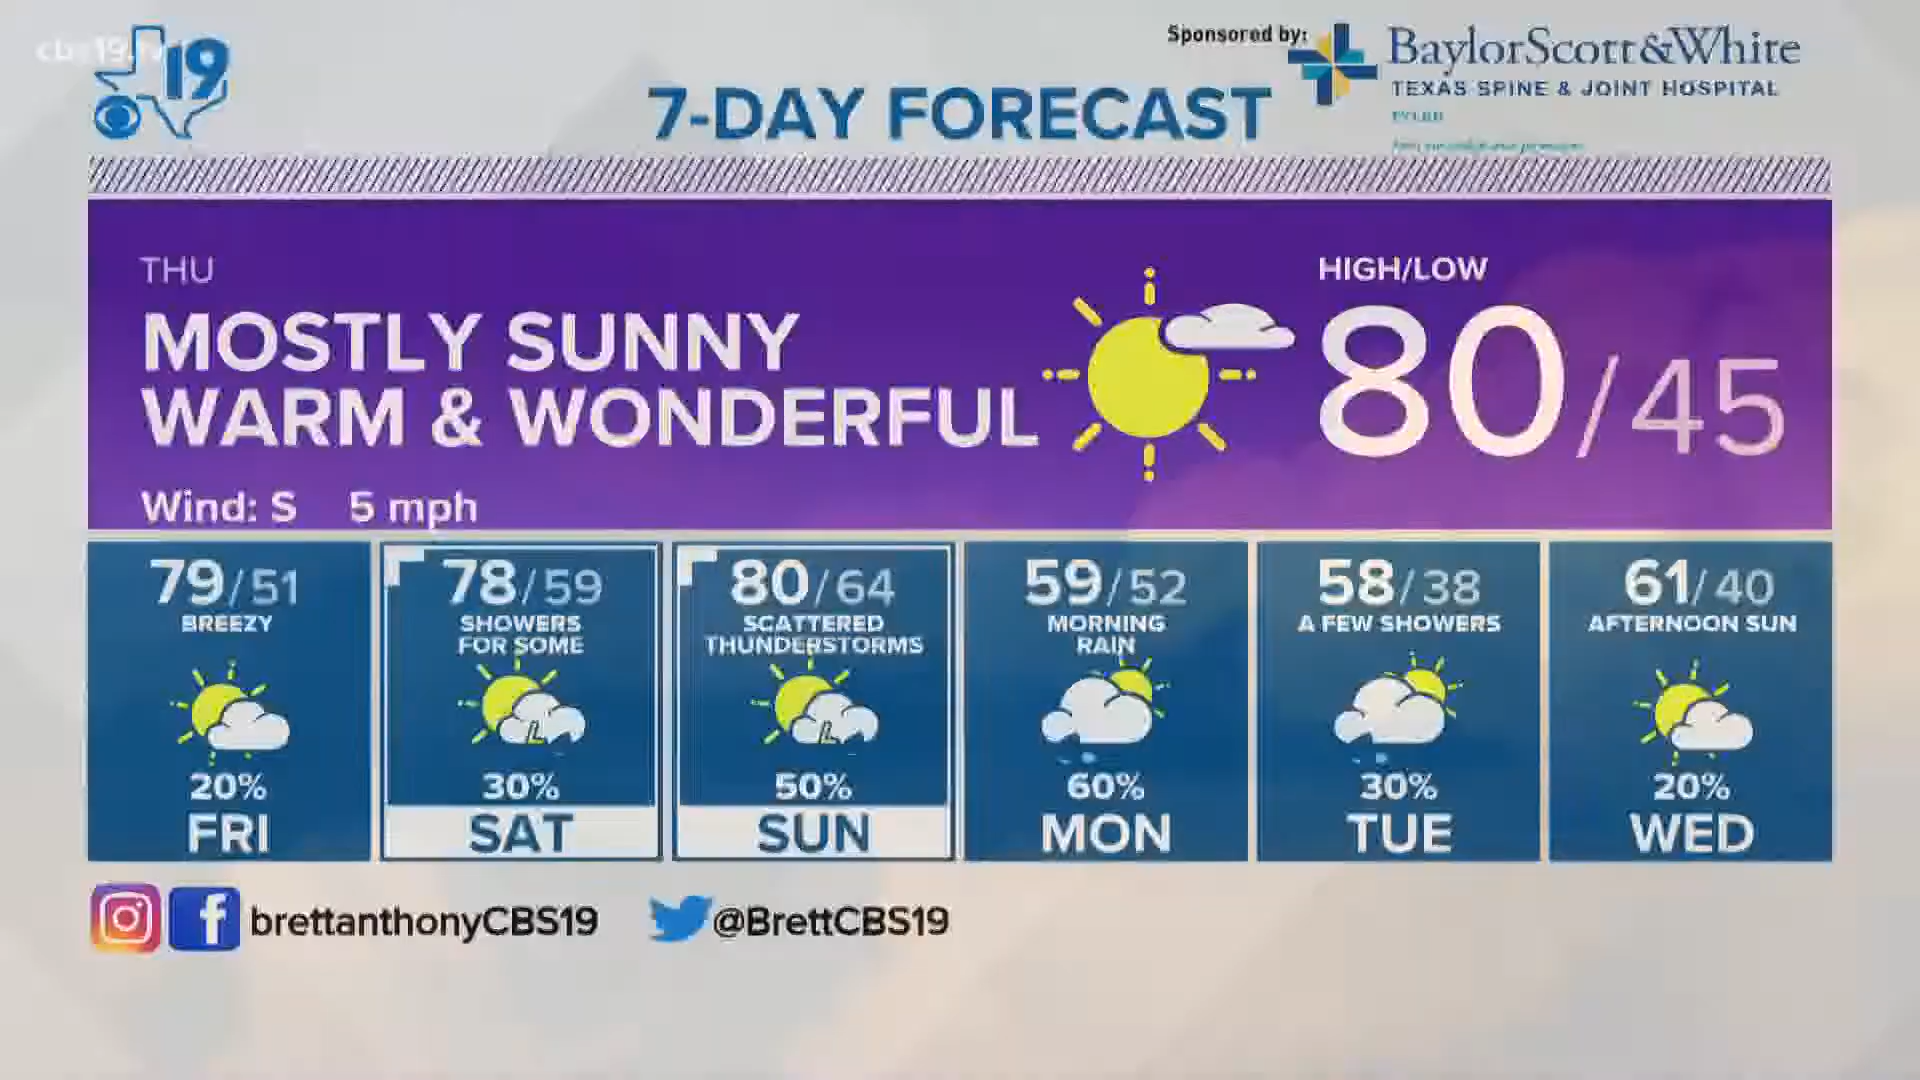 cbs19.tv
19
Sponsored by:
BaylorScott&White
TEXAS SPINE & JOINT HOSPITAL
TYLER
7-DAY FORECAST
THU
MOSTLY SUNNY
WARM & WONDERFUL
Wind: S 5 mph
HIGH/LOW
80/45
79/51
BREEZY
20%
FRI
78/59
SHOWERS
FOR SOME
30%
SAT
80/64
SCATTERED
THUNDERSTORMS
50%
SUN
59/52
MORNING
RAIN
60%
MON
58/38
A FEW SHOWERS
30%
TUE
61/40
AFTERNOON SUN
20%
WED
brettanthonyCBS19
@BrettCBS19